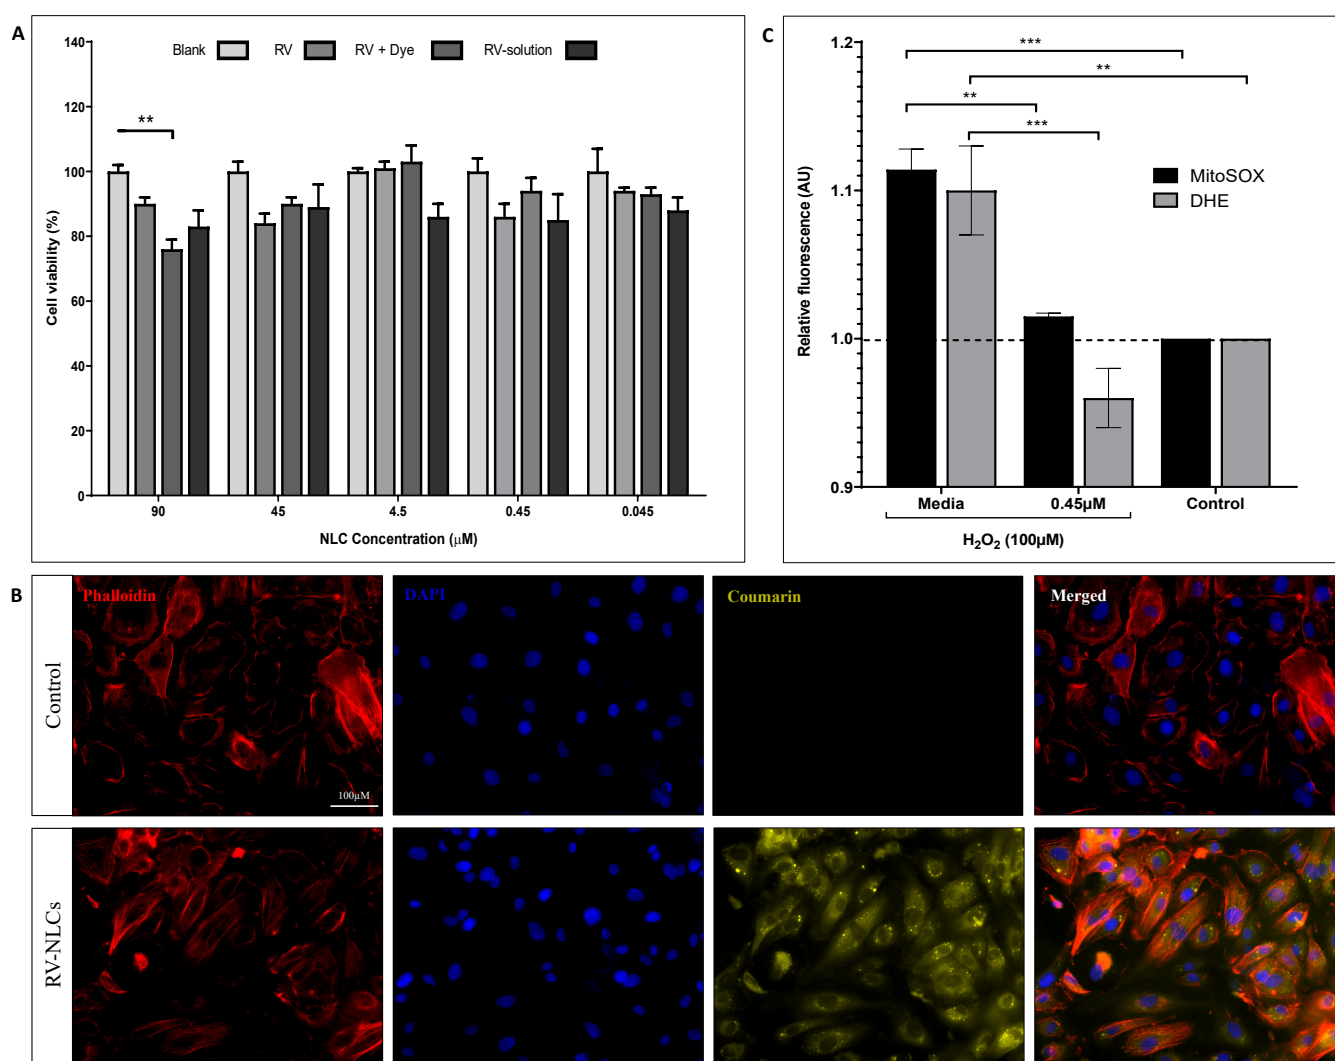 A
140
120
100
80
60
40
20
0
Cell viability (%)
Blank RV RV + Dye RV-solution
**
90 45 4.5 0.45 0.045
NLC Concentration (μM)
C
1.2
1.1
1.0
0.9
Relative fluorescence (AU)
***
**
**
***
MitoSOX
DHE
Media 0.45μM Control
H₂O₂ (100μM)
B
Control
Phalloidin DAPI Coumarin Merged
100μM
RV-NLCs